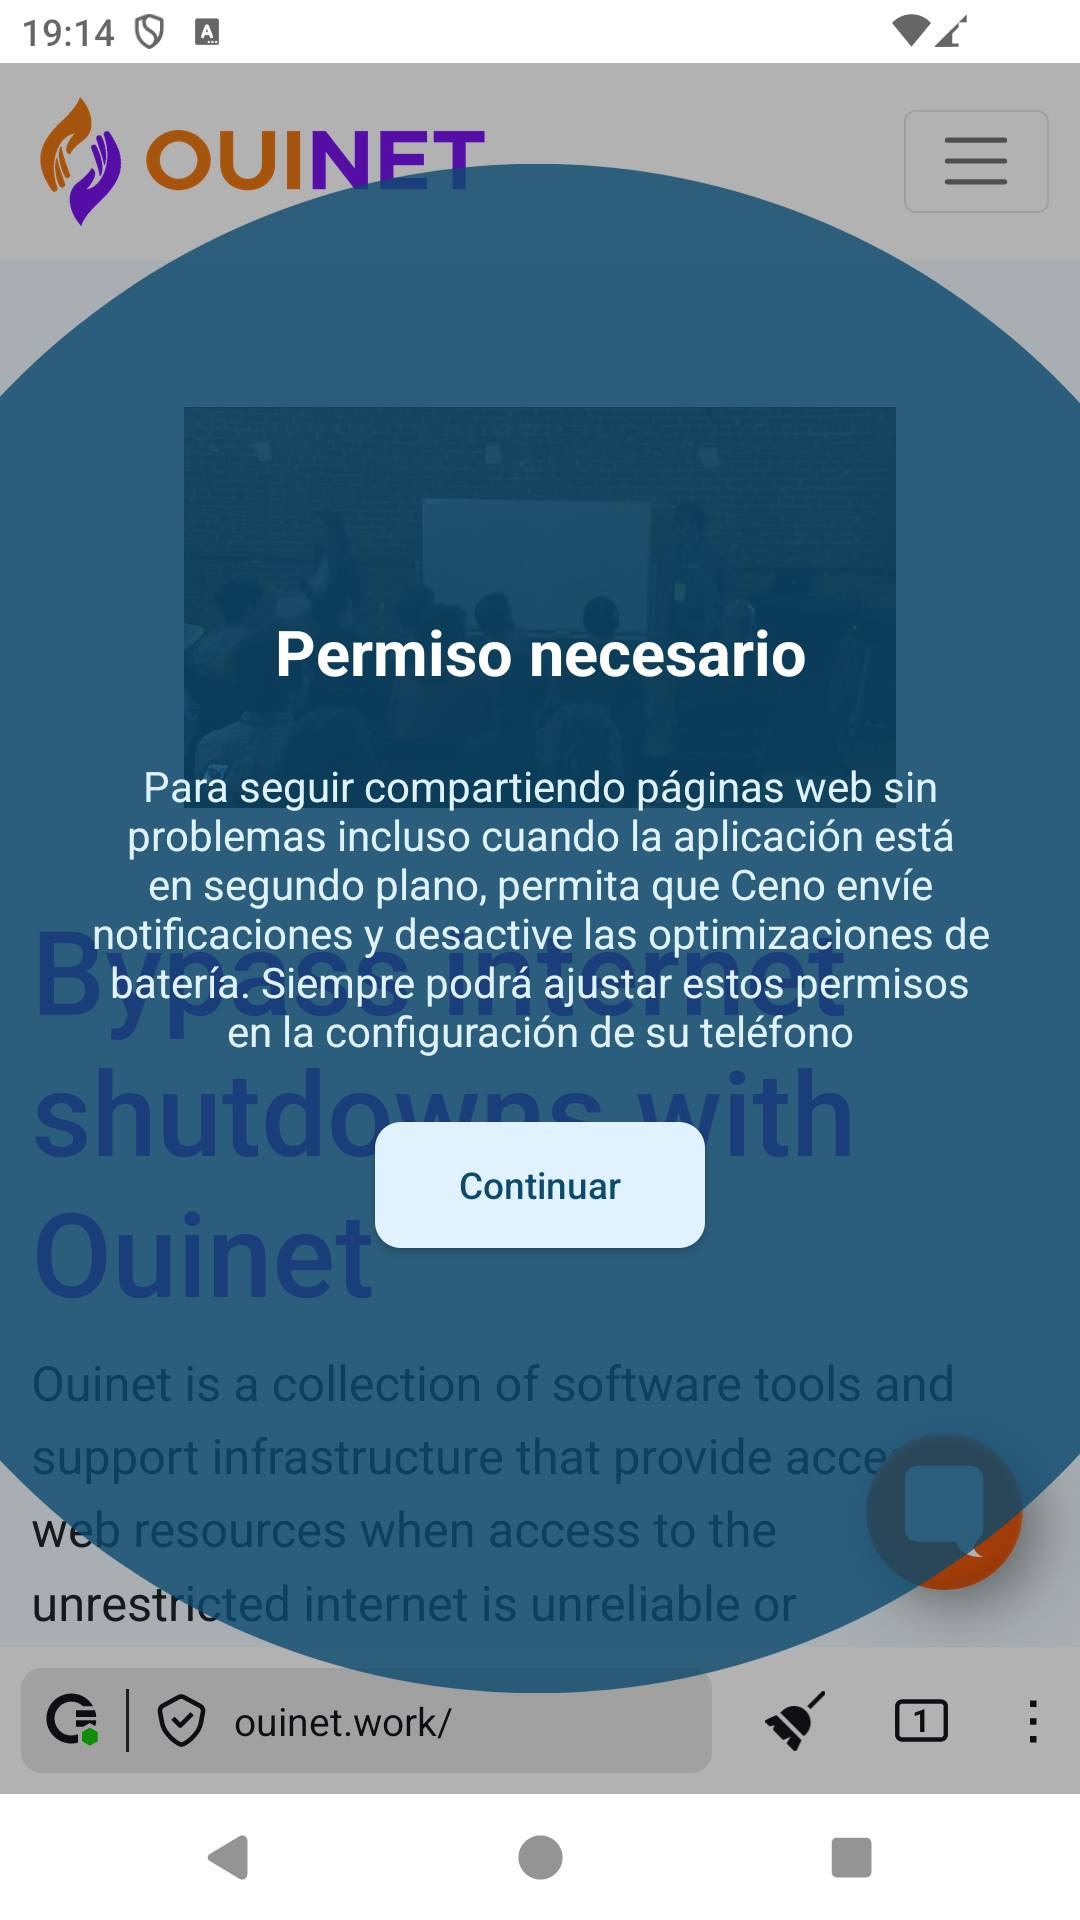 19:14
OUINET
Permiso necesario
Para seguir compartiendo páginas web sin
problemas incluso cuando la aplicación está
en segundo plano, permita que Ceno envíe
notificaciones y desactive las optimizaciones de
batería. Siempre podrá ajustar estos permisos
en la configuración de su teléfono
Bypass internet
shutdowns with
Ouinet
Continuar
Ouinet is a collection of software tools and
support infrastructure that provide
web resources when access to the
unrestricted internet is unreliable or
ouinet.work/
1